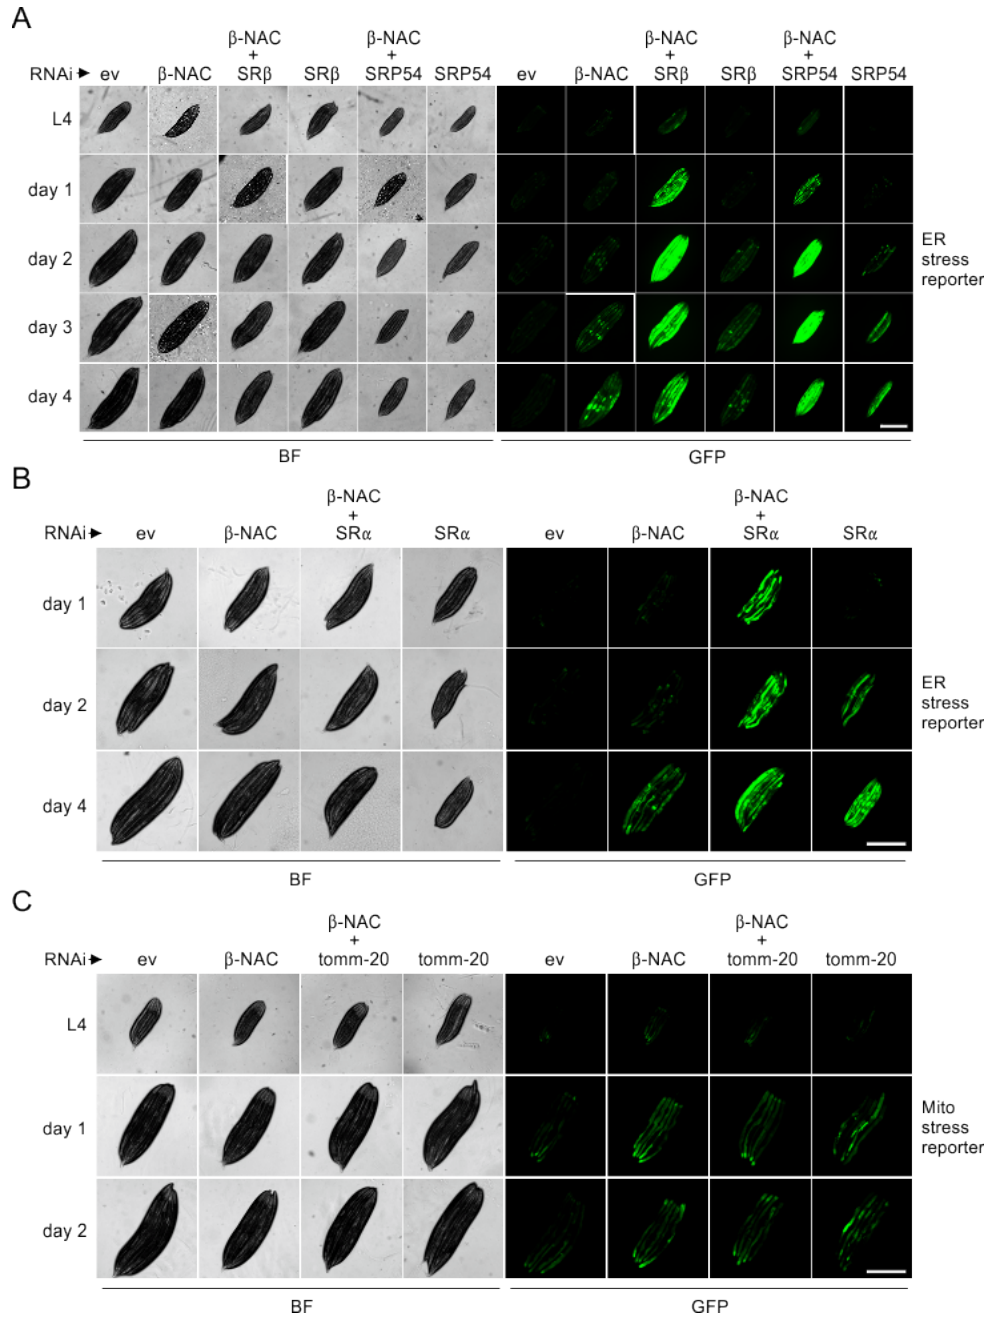 A
β-NAC β-NAC β-NAC β-NAC
+ + + +
RNAi ev β-NAC SRβ SRβ SRP54 SRP54 ev β-NAC SRβ SRβ SRP54 SRP54
L4
day 1
day 2
ER
stress
reporter
day 3
day 4
BF GFP
B
β-NAC β-NAC
+ +
RNAi ev β-NAC SRα SRα ev β-NAC SRα SRα
day 1
day 2
ER
stress
reporter
day 4
BF GFP
C
β-NAC β-NAC
+ +
RNAi ev β-NAC tomm-20 tomm-20 ev β-NAC tomm-20 tomm-20
L4
day 1
Mito
stress
reporter
day 2
BF GFP